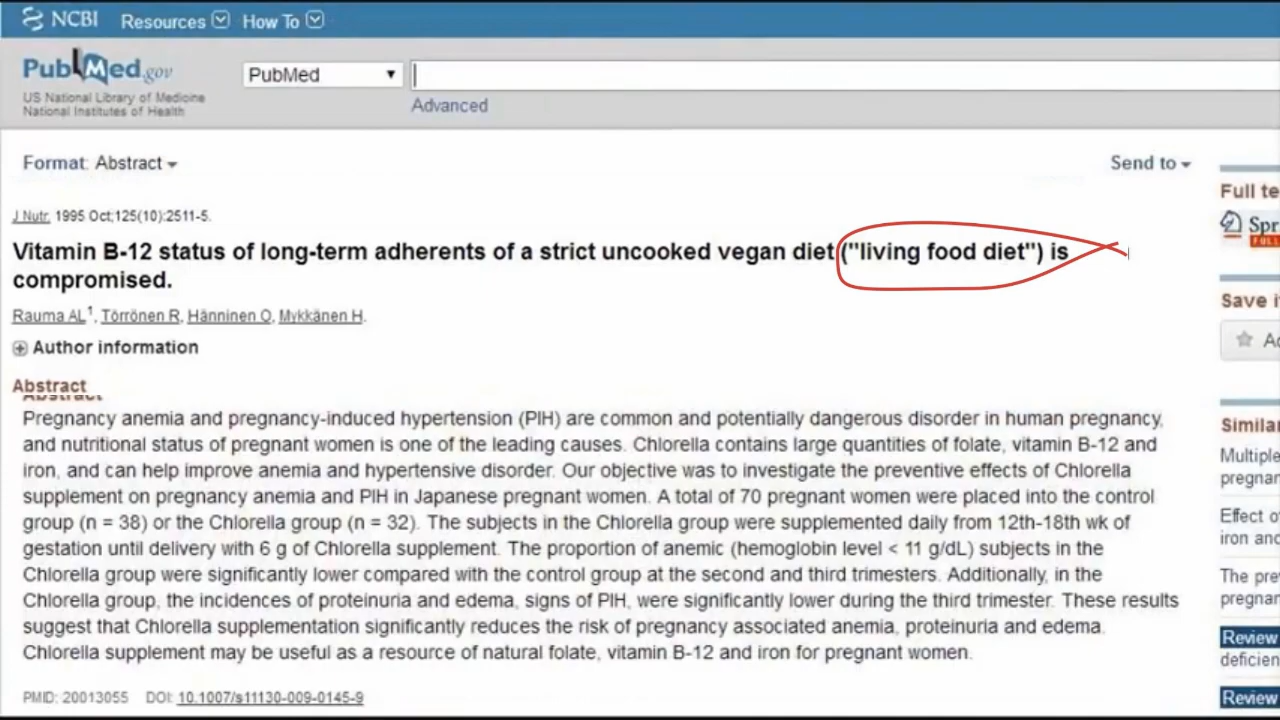 NCBI Resources How To
PubMed.gov PubMed
US National Library of Medicine
National Institutes of Health
Advanced
Format: Abstract Send to
Full te
J Nutr. 1995 Oct;125(10):2511-5.
Spr
FULL
Vitamin B-12 status of long-term adherents of a strict uncooked vegan diet ("living food diet") is
compromised.
Save i
Rauma AL1, Törrönen R, Hänninen O, Mykkänen H.
Ad
Author information
Abstract
Abstract
Pregnancy anemia and pregnancy-induced hypertension (PIH) are common and potentially dangerous disorder in human pregnancy,
and nutritional status of pregnant women is one of the leading causes. Chlorella contains large quantities of folate, vitamin B-12 and
iron, and can help improve anemia and hypertensive disorder. Our objective was to investigate the preventive effects of Chlorella
supplement on pregnancy anemia and PIH in Japanese pregnant women. A total of 70 pregnant women were placed into the control
group (n = 38) or the Chlorella group (n = 32). The subjects in the Chlorella group were supplemented daily from 12th-18th wk of
gestation until delivery with 6 g of Chlorella supplement. The proportion of anemic (hemoglobin level < 11 g/dL) subjects in the
Chlorella group were significantly lower compared with the control group at the second and third trimesters. Additionally, in the
Chlorella group, the incidences of proteinuria and edema, signs of PIH, were significantly lower during the third trimester. These results
suggest that Chlorella supplementation significantly reduces the risk of pregnancy associated anemia, proteinuria and edema.
Chlorella supplement may be useful as a resource of natural folate, vitamin B-12 and iron for pregnant women.
PMID: 20013055 DOI: 10.1007/s11130-009-0145-9
Similar
Multiple
pregnan
Effect o
iron and
The pre
pregnan
Review
deficien
Review